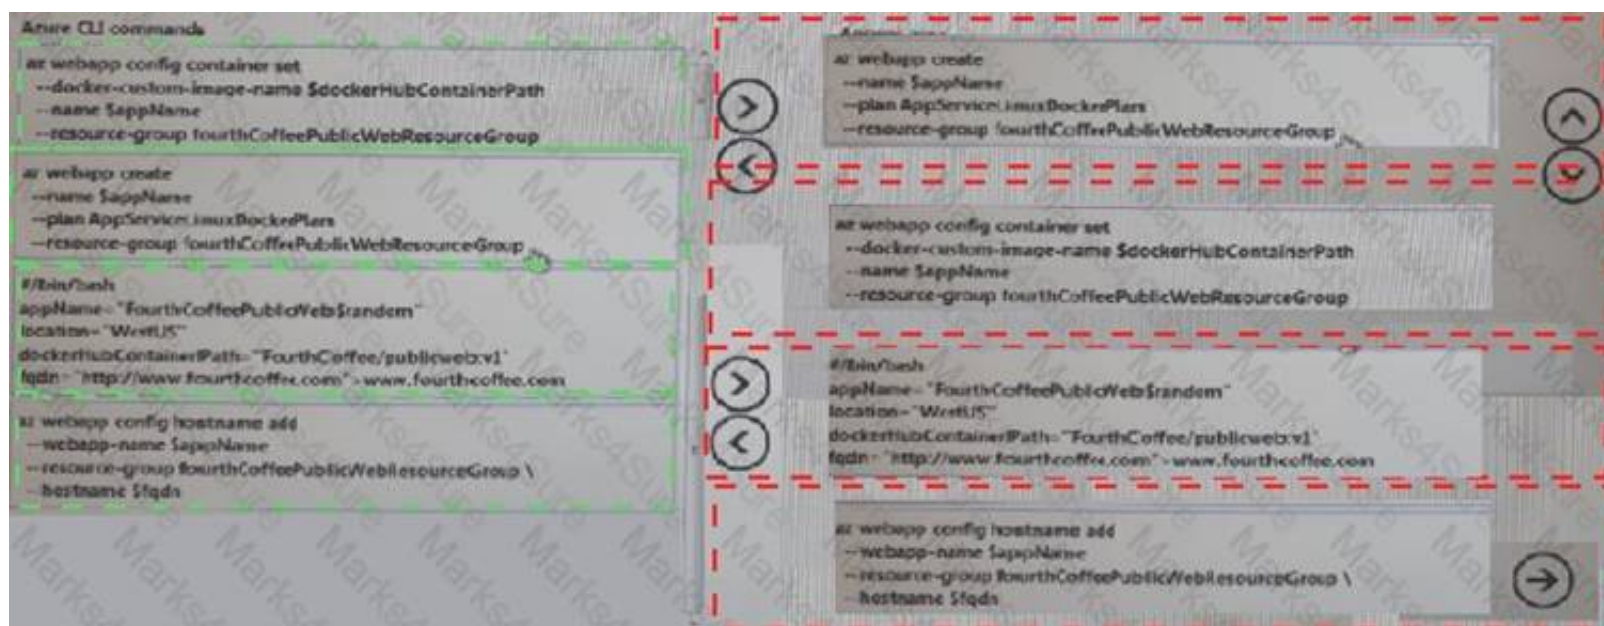 Azure CLI commands
az webapp config container set
--docker-custom-image-name $dockerHubContainerPath
--name $appName
--resource-group fourthCoffeePublicWebResourceGroup
az webapp create
--name $appName
--plan AppServiceLinuxDockerPlan
--resource-group fourthCoffeePublicWebResourceGroup
#/Bin/bash
appName="FourthCoffeePublicWeb$random"
location="WestUS"
dockerHubContainerPath="FourthCoffee/publicweb:v1"
fqdn="http://www.fourthcoffee.com">www.fourthcoffee.com
az webapp config hostname add
--webapp-name $appName
--resource-group fourthCoffeePublicWebResourceGroup \
--hostname $fqdn
az webapp create
--name $appName
--plan AppServiceLinuxDockerPlan
--resource-group fourthCoffeePublicWebResourceGroup
az webapp config container set
--docker-custom-image-name $dockerHubContainerPath
--name $appName
--resource-group fourthCoffeePublicWebResourceGroup
#/Bin/bash
appName="FourthCoffeePublicWeb$random"
location="WestUS"
dockerHubContainerPath="FourthCoffee/publicweb:v1"
fqdn="http://www.fourthcoffee.com">www.fourthcoffee.com
az webapp config hostname add
--webapp-name $appName
--resource-group fourthCoffeePublicWebResourceGroup \
--hostname $fqdn
Marks4Sure